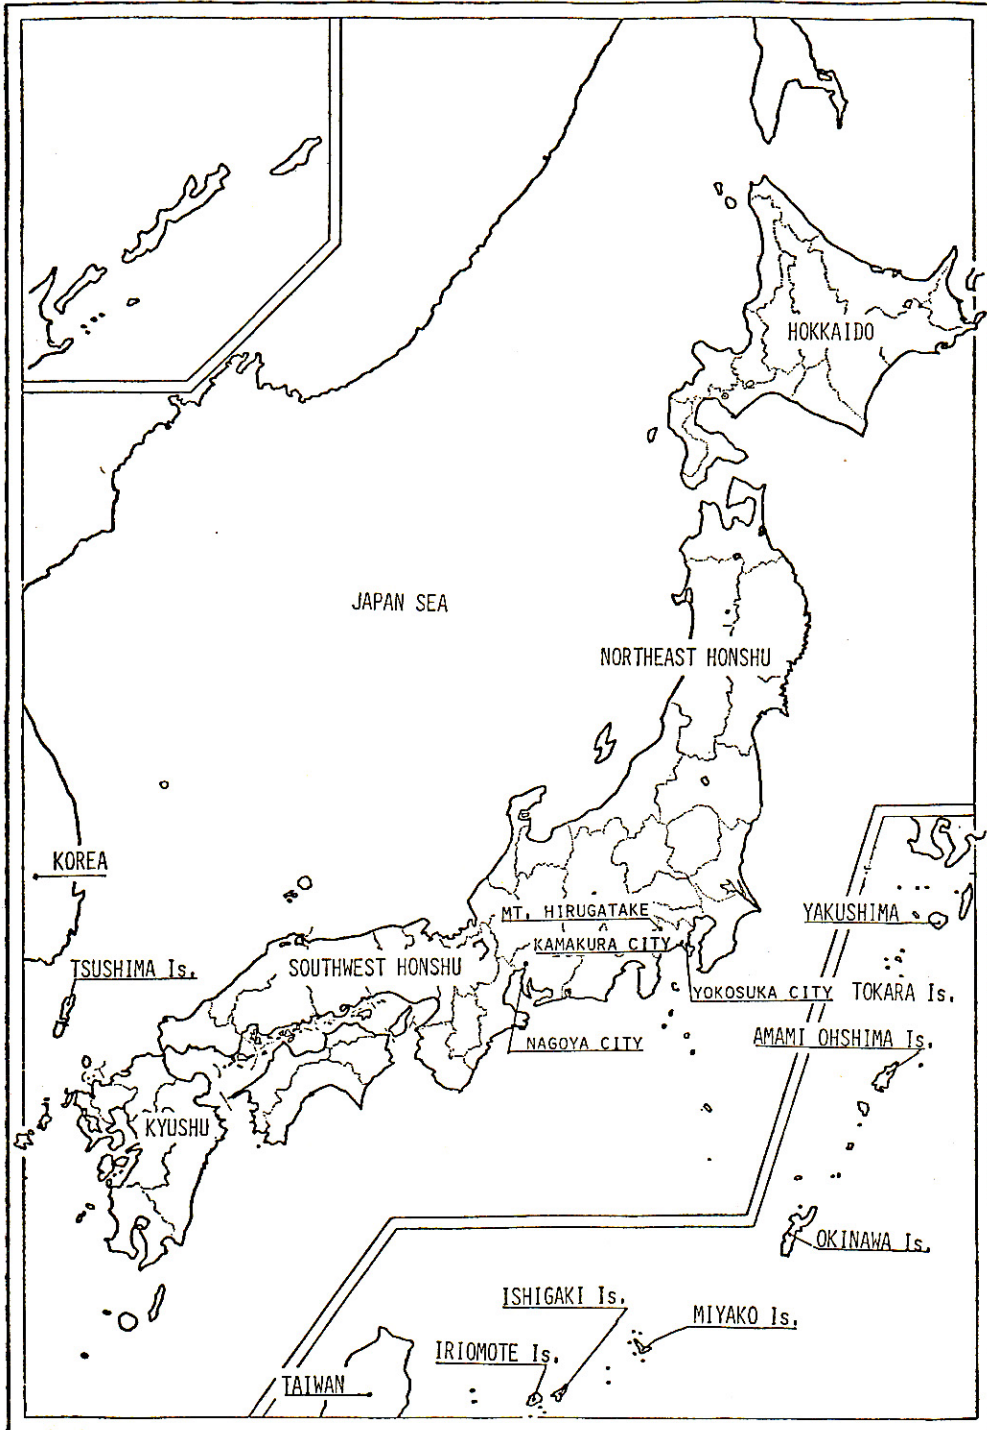 HOKKAIDO
JAPAN SEA
NORTHEAST HONSHU
KOREA
MT. HIRUGATAKE
YAKUSHIMA
KAMAKURA CITY
SOUTHWEST HONSHU
TSUSHIMA Is.
YOKOSUKA CITY
TOKARA Is.
NAGOYA CITY
AMAMI OHSHIMA Is.
KYUSHU
OKINAWA Is.
ISHIGAKI Is.
MIYAKO Is.
IRIOMOTE Is.
TAIWAN